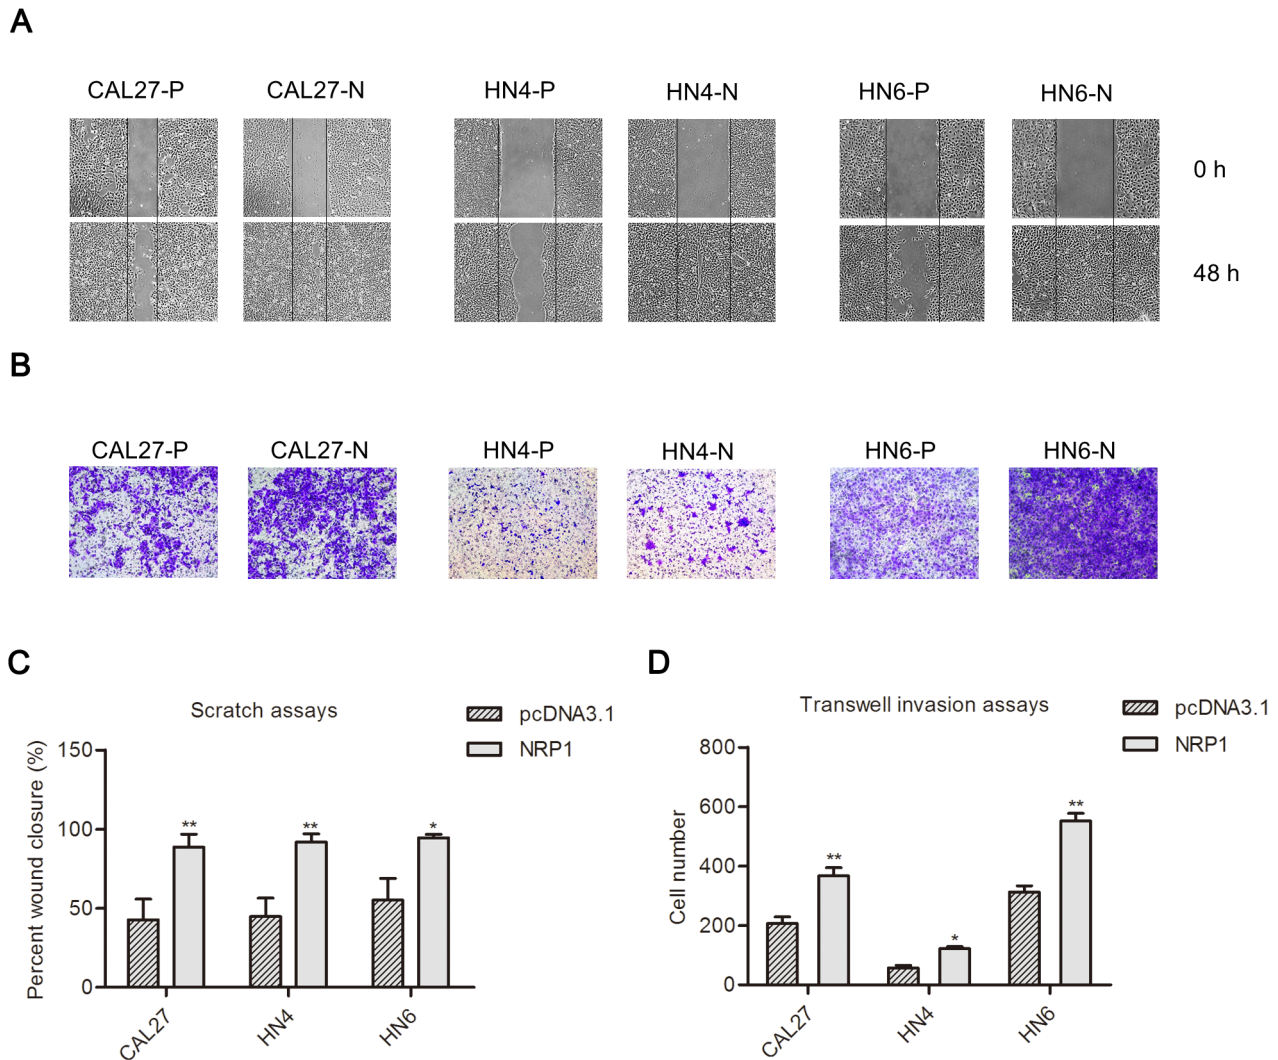 A
CAL27-P CAL27-N HN4-P HN4-N HN6-P HN6-N
0 h
48 h
B
CAL27-P CAL27-N HN4-P HN4-N HN6-P HN6-N
C
Scratch assays
pcDNA3.1
NRP1
Percent wound closure (%)
150
100
50
0
** ** *
CAL27 HN4 HN6
D
Transwell invasion assays
pcDNA3.1
NRP1
Cell number
800
600
400
200
0
** * **
CAL27 HN4 HN6